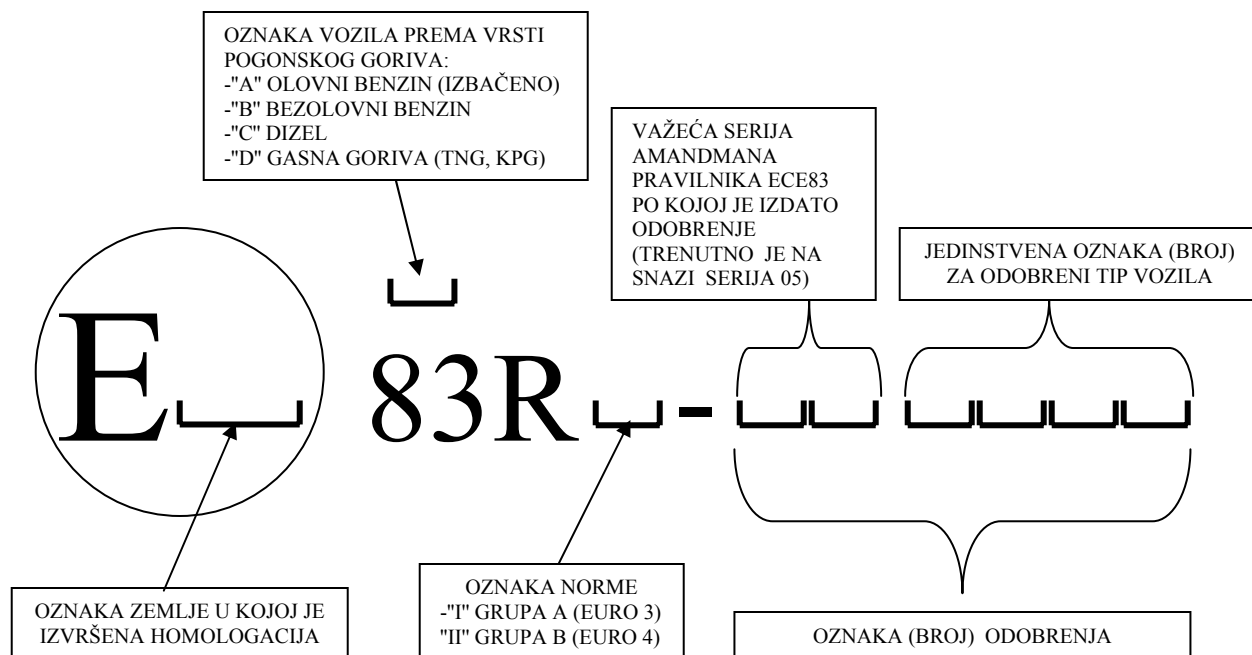 OZNAKA VOZILA PREMA VRSTI
POGONSKOG GORIVA:
-"A" OLOVNI BENZIN (IZBAČENO)
-"B" BEZOLOVNI BENZIN
-"C" DIZEL
-"D" GASNA GORIVA (TNG, KPG)
VAŽEĆA SERIJA
AMANDMANA
PRAVILNIKA ECE83
PO KOJOJ JE IZDATO
ODOBRENJE
(TRENUTNO JE NA
SNAZI SERIJA 05)
JEDINSTVENA OZNAKA (BROJ)
ZA ODOBRENI TIP VOZILA
E 83R -
OZNAKA ZEMLJE U KOJOJ JE
IZVRŠENA HOMOLOGACIJA
OZNAKA NORME
-"I" GRUPA A (EURO 3)
"II" GRUPA B (EURO 4)
OZNAKA (BROJ) ODOBRENJA